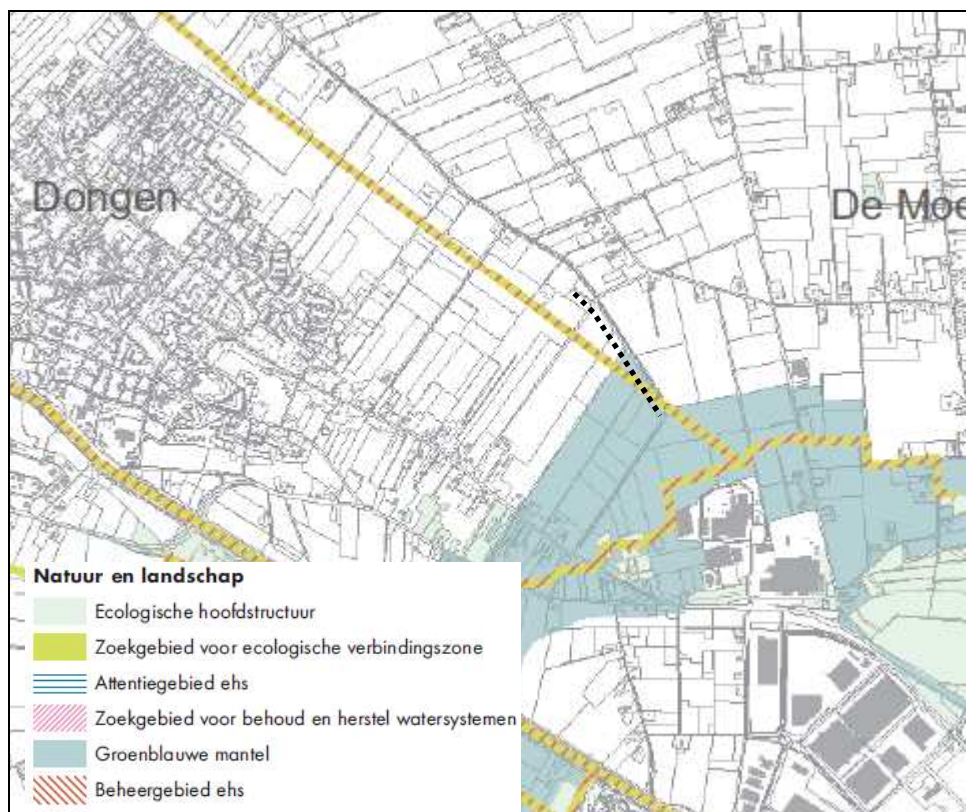 Dongen
De Moe
Natuur en landschap
Ecologische hoofdstructuur
Zoekgebied voor ecologische verbindingszone
Attentiegebied ehs
Zoekgebied voor behoud en herstel watersystemen
Groenblauwe mantel
Beheergebied ehs